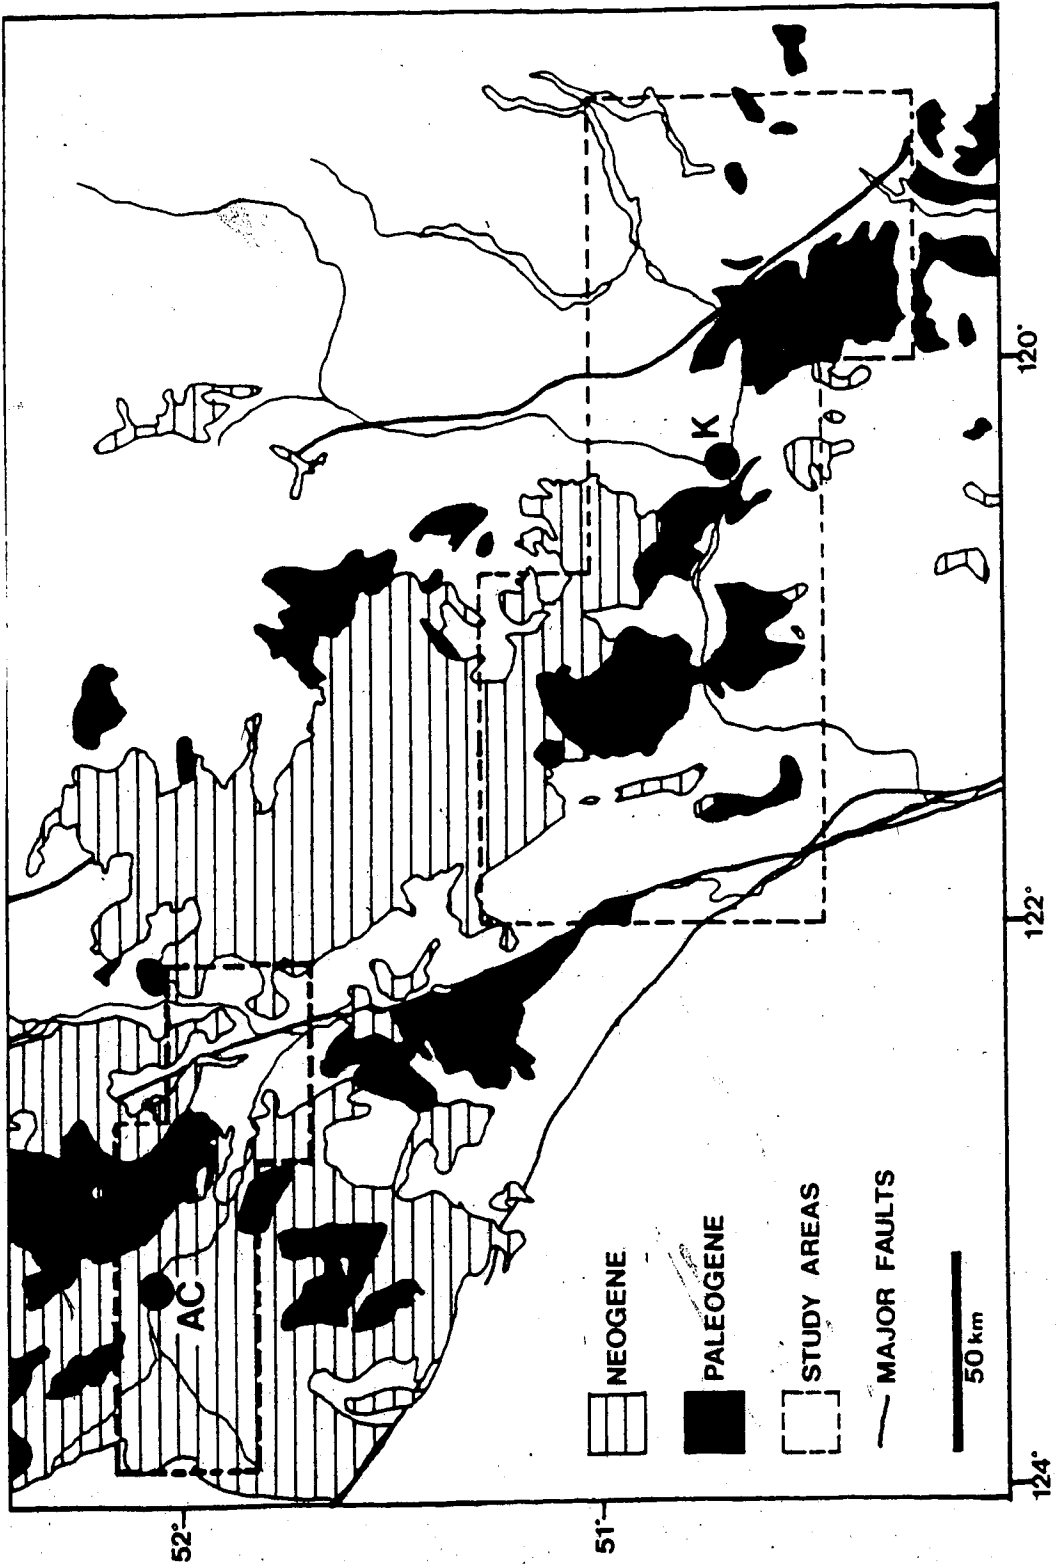 52°
51°
AC
K
NEOGENE
PALEOGENE
STUDY AREAS
MAJOR FAULTS
50 km
124°
122°
120°